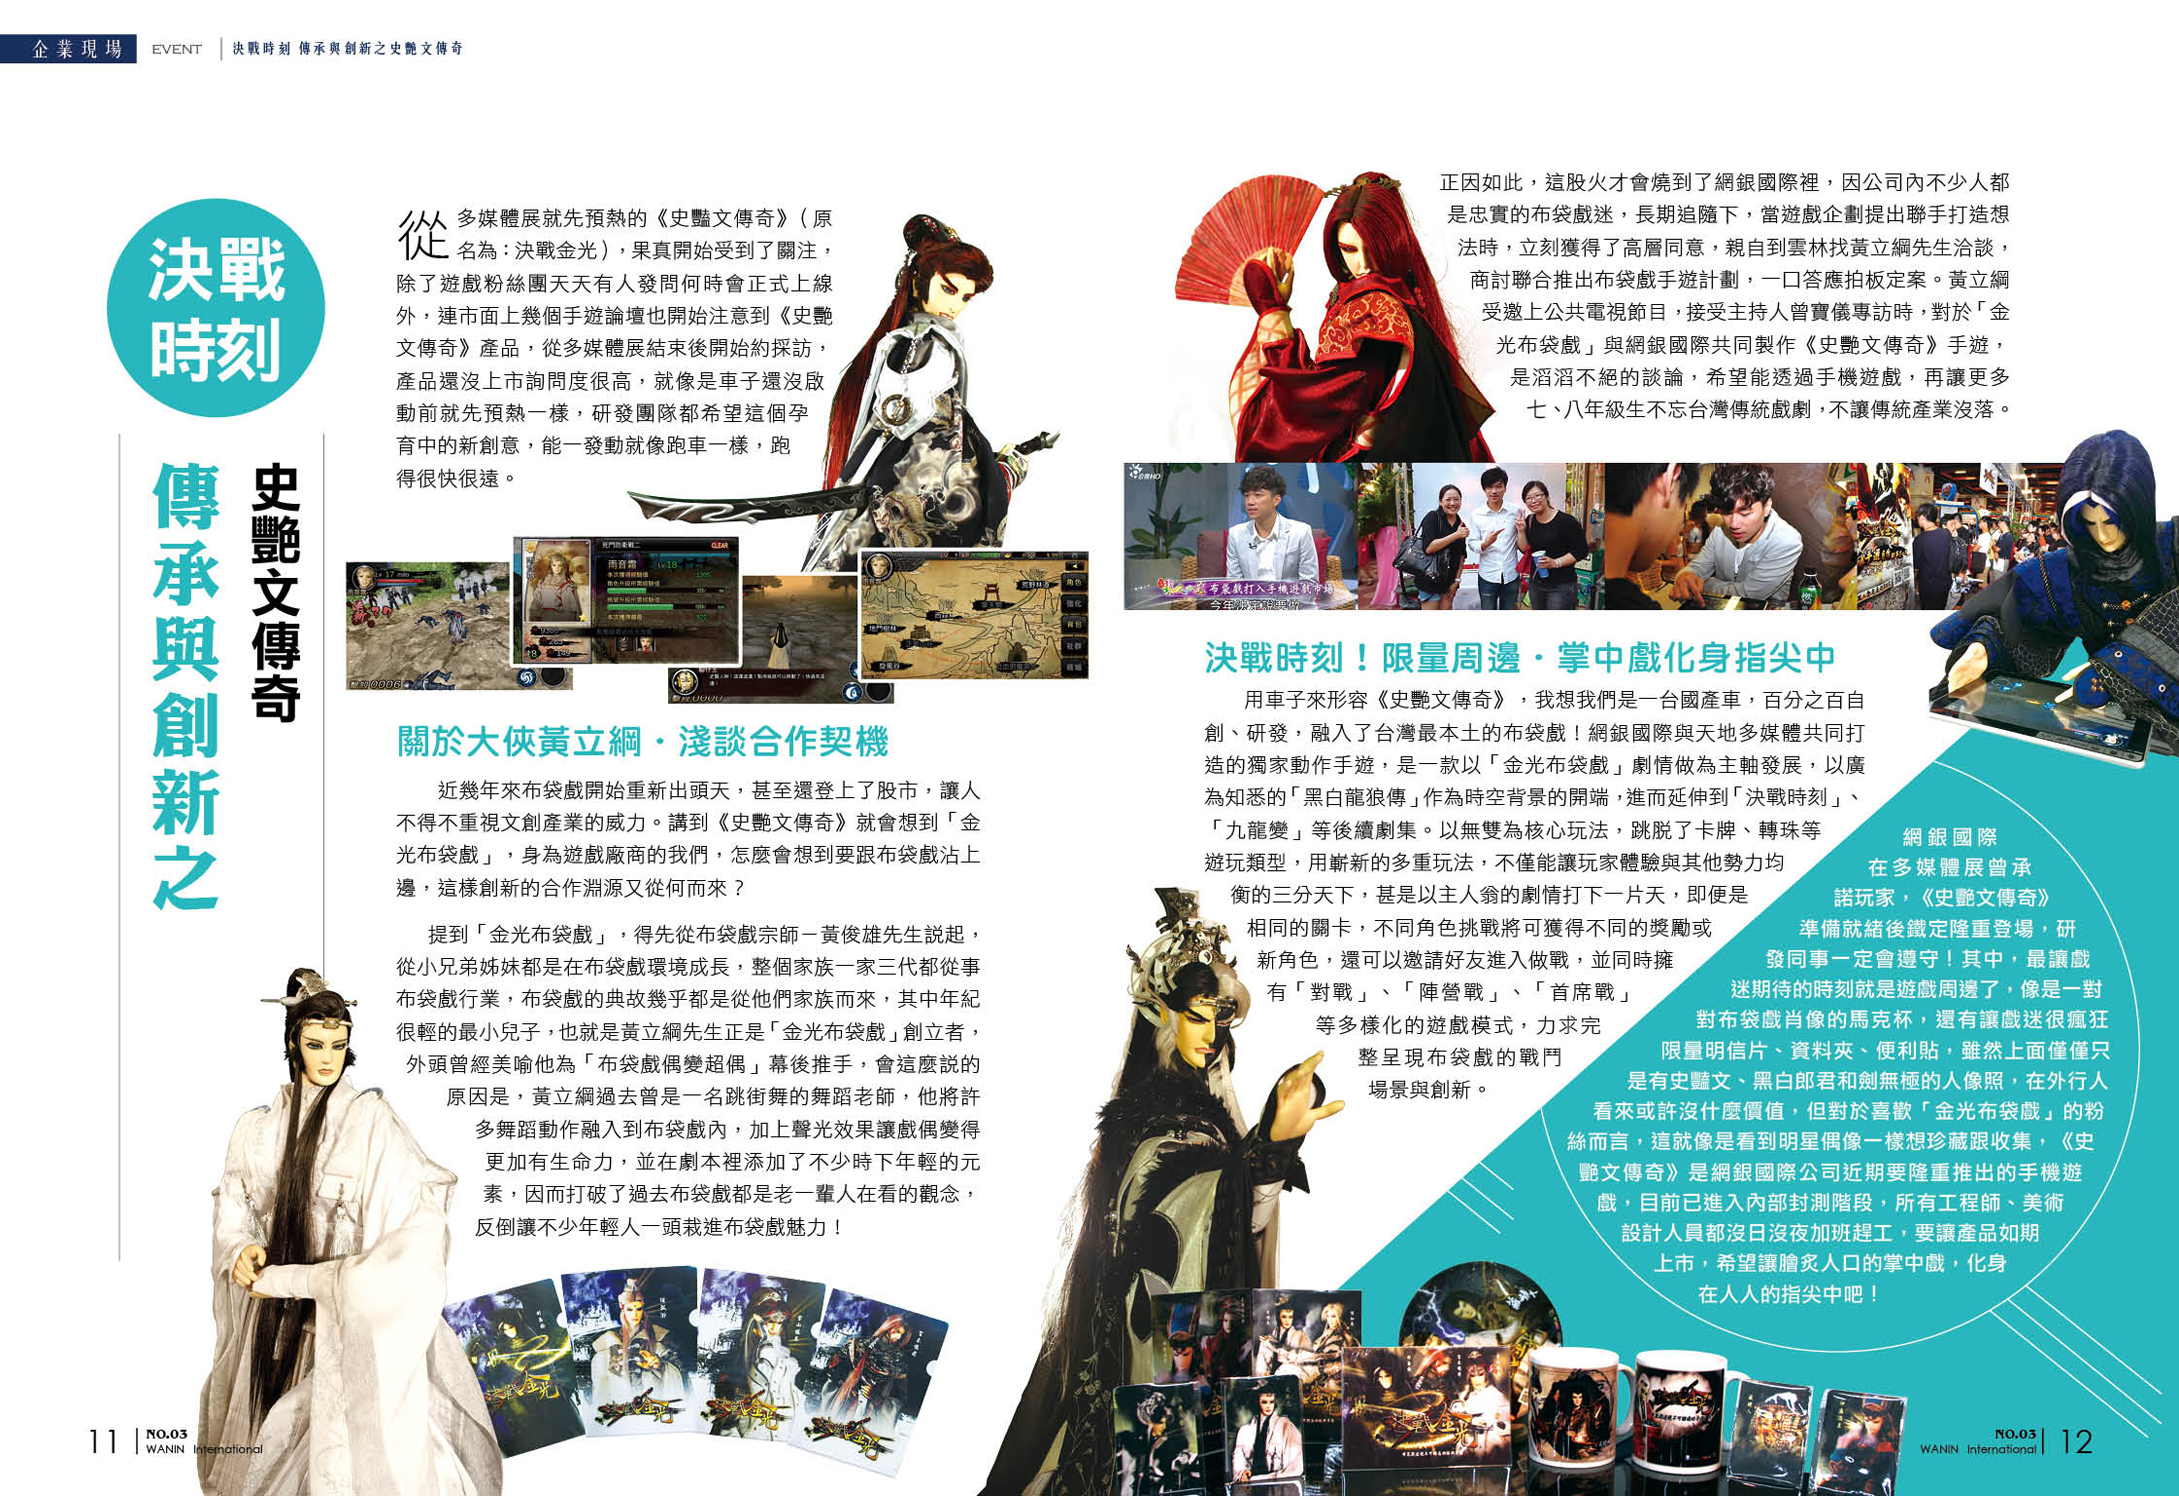 企業現場 EVENT 決戰時刻 傳承與創新之史艷文傳奇
決戰
時刻
傳承與創新之
史艷文傳奇
從多媒體展就先預熱的《史豔文傳奇》（原
名為：決戰金光），果真開始受到了關注，
除了遊戲粉絲團天天有人發問何時會正式上線
外，連市面上幾個手遊論壇也開始注意到《史艷
文傳奇》產品，從多媒體展結束後開始約採訪，
產品還沒上市詢問度很高，就像是車子還沒啟
動前就先預熱一樣，研發團隊都希望這個孕
育中的新創意，能一發動就像跑車一樣，跑
得很快很遠。
關於大俠黃立綱・淺談合作契機
近幾年來布袋戲開始重新出頭天，甚至還登上了股市，讓人
不得不重視文創產業的威力。講到《史艷文傳奇》就會想到「金
光布袋戲」，身為遊戲廠商的我們，怎麼會想到要跟布袋戲沾上
邊，這樣創新的合作淵源又從何而來？
提到「金光布袋戲」，得先從布袋戲宗師－黃俊雄先生說起，
從小兄弟姊妹都是在布袋戲環境成長，整個家族一家三代都從事
布袋戲行業，布袋戲的典故幾乎都是從他們家族而來，其中年紀
很輕的最小兒子，也就是黃立綱先生正是「金光布袋戲」創立者，
外頭曾經美喻他為「布袋戲偶變超偶」幕後推手，會這麼說的
原因是，黃立綱過去曾是一名跳街舞的舞蹈老師，他將許
多舞蹈動作融入到布袋戲內，加上聲光效果讓戲偶變得
更加有生命力，並在劇本裡添加了不少時下年輕的元
素，因而打破了過去布袋戲都是老一輩人在看的觀念，
反倒讓不少年輕人一頭栽進布袋戲魅力！
11 NO.03
WANIN International
正因如此，這股火才會燒到了網銀國際裡，因公司內不少人都
是忠實的布袋戲迷，長期追隨下，當遊戲企劃提出聯手打造想
法時，立刻獲得了高層同意，親自到雲林找黃立綱先生洽談，
商討聯合推出布袋戲手遊計劃，一口答應拍板定案。黃立綱
受邀上公共電視節目，接受主持人曾寶儀專訪時，對於「金
光布袋戲」與網銀國際共同製作《史艷文傳奇》手遊，
是滔滔不絕的談論，希望能透過手機遊戲，再讓更多
七、八年級生不忘台灣傳統戲劇，不讓傳統產業沒落。
布袋戲打入手機遊戲市場
決戰時刻！限量周邊・掌中戲化身指尖中
用車子來形容《史艷文傳奇》，我想我們是一台國產車，百分之百自
創、研發，融入了台灣最本土的布袋戲！網銀國際與天地多媒體共同打
造的獨家動作手遊，是一款以「金光布袋戲」劇情做為主軸發展，以廣
為知悉的「黑白龍狼傳」作為時空背景的開端，進而延伸到「決戰時刻」、
「九龍變」等後續劇集。以無雙為核心玩法，跳脫了卡牌、轉珠等
遊玩類型，用嶄新的多重玩法，不僅能讓玩家體驗與其他勢力均
衡的三分天下，甚是以主人翁的劇情打下一片天，即便是
相同的關卡，不同角色挑戰將可獲得不同的獎勵或
新角色，還可以邀請好友進入做戰，並同時擁
有「對戰」、「陣營戰」、「首席戰」
等多樣化的遊戲模式，力求完
整呈現布袋戲的戰鬥
場景與創新。
網銀國際
在多媒體展曾承
諾玩家，《史艷文傳奇》
準備就緒後鐵定隆重登場，研
發同事一定會遵守！其中，最讓戲
迷期待的時刻就是遊戲周邊了，像是一對
對布袋戲肖像的馬克杯，還有讓戲迷很瘋狂
限量明信片、資料夾、便利貼，雖然上面僅僅只
是有史豔文、黑白郎君和劍無極的人像照，在外行人
看來或許沒什麼價值，但對於喜歡「金光布袋戲」的粉
絲而言，這就像是看到明星偶像一樣想珍藏跟收集，《史
艷文傳奇》是網銀國際公司近期要隆重推出的手機遊
戲，目前已進入內部封測階段，所有工程師、美術
設計人員都沒日沒夜加班趕工，要讓產品如期
上市，希望讓膾炙人口的掌中戲，化身
在人人的指尖中吧！
NO.03 12
WANIN International